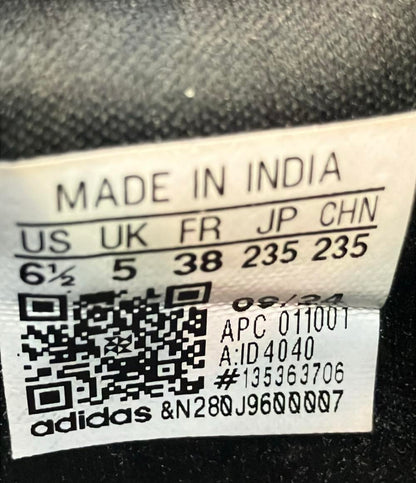 MADE IN INDIA
US UK FR JP CHN
6½ 5 38 235 235
09/24
APC 011001
A:ID4040
#135363706
adidas &N280J9600007